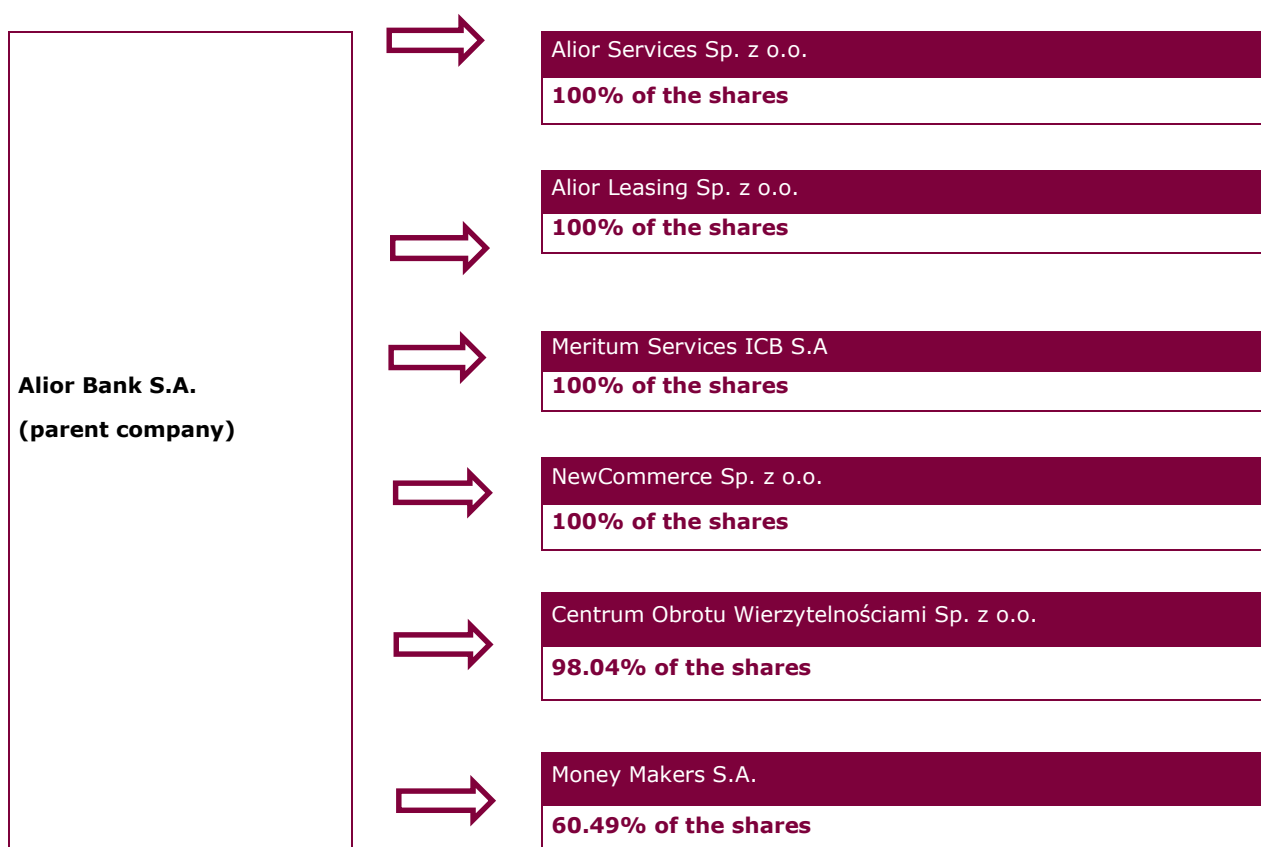 Alior Services Sp. z o.o.
100% of the shares
Alior Leasing Sp. z o.o.
100% of the shares
Meritum Services ICB S.A
100% of the shares
Alior Bank S.A.
(parent company)
NewCommerce Sp. z o.o.
100% of the shares
Centrum Obrotu Wierzytelnościami Sp. z o.o.
98.04% of the shares
Money Makers S.A.
60.49% of the shares